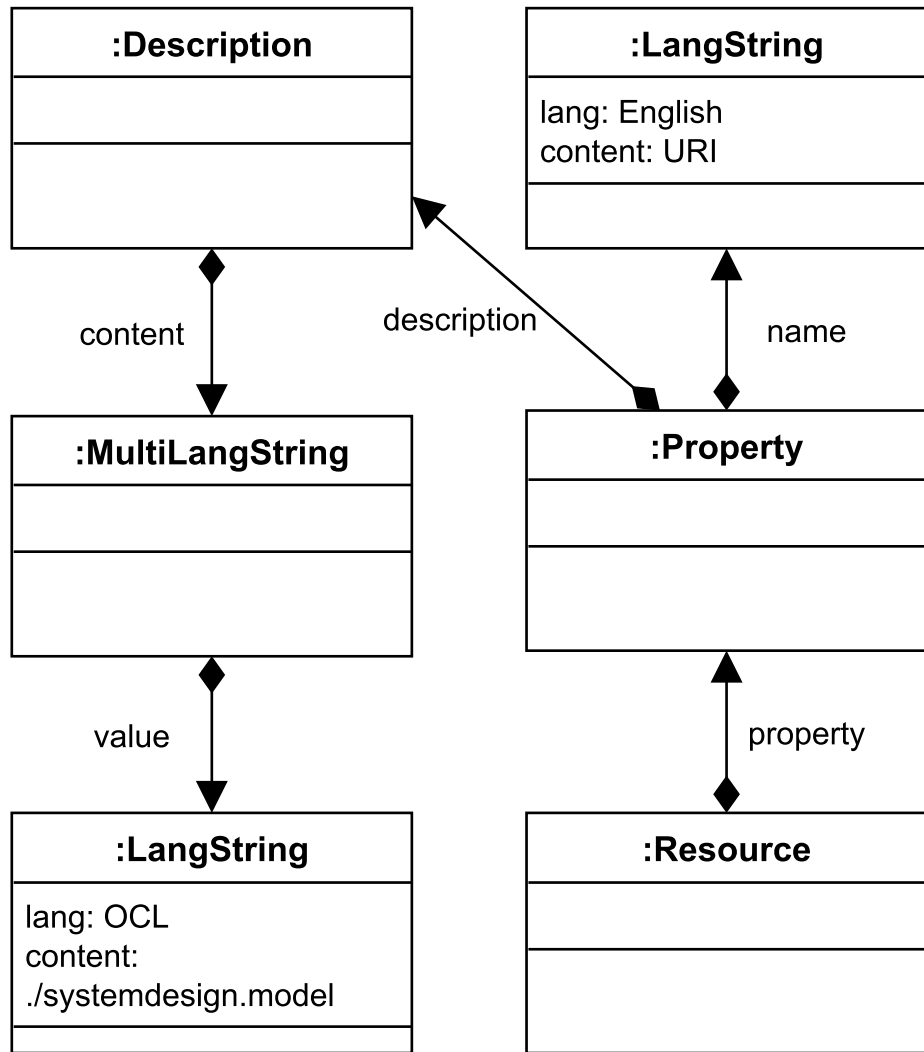 :Description
:LangString
lang: English
content: URI
content
description
name
:MultiLangString
:Property
value
property
:LangString
lang: OCL
content:
./systemdesign.model
:Resource